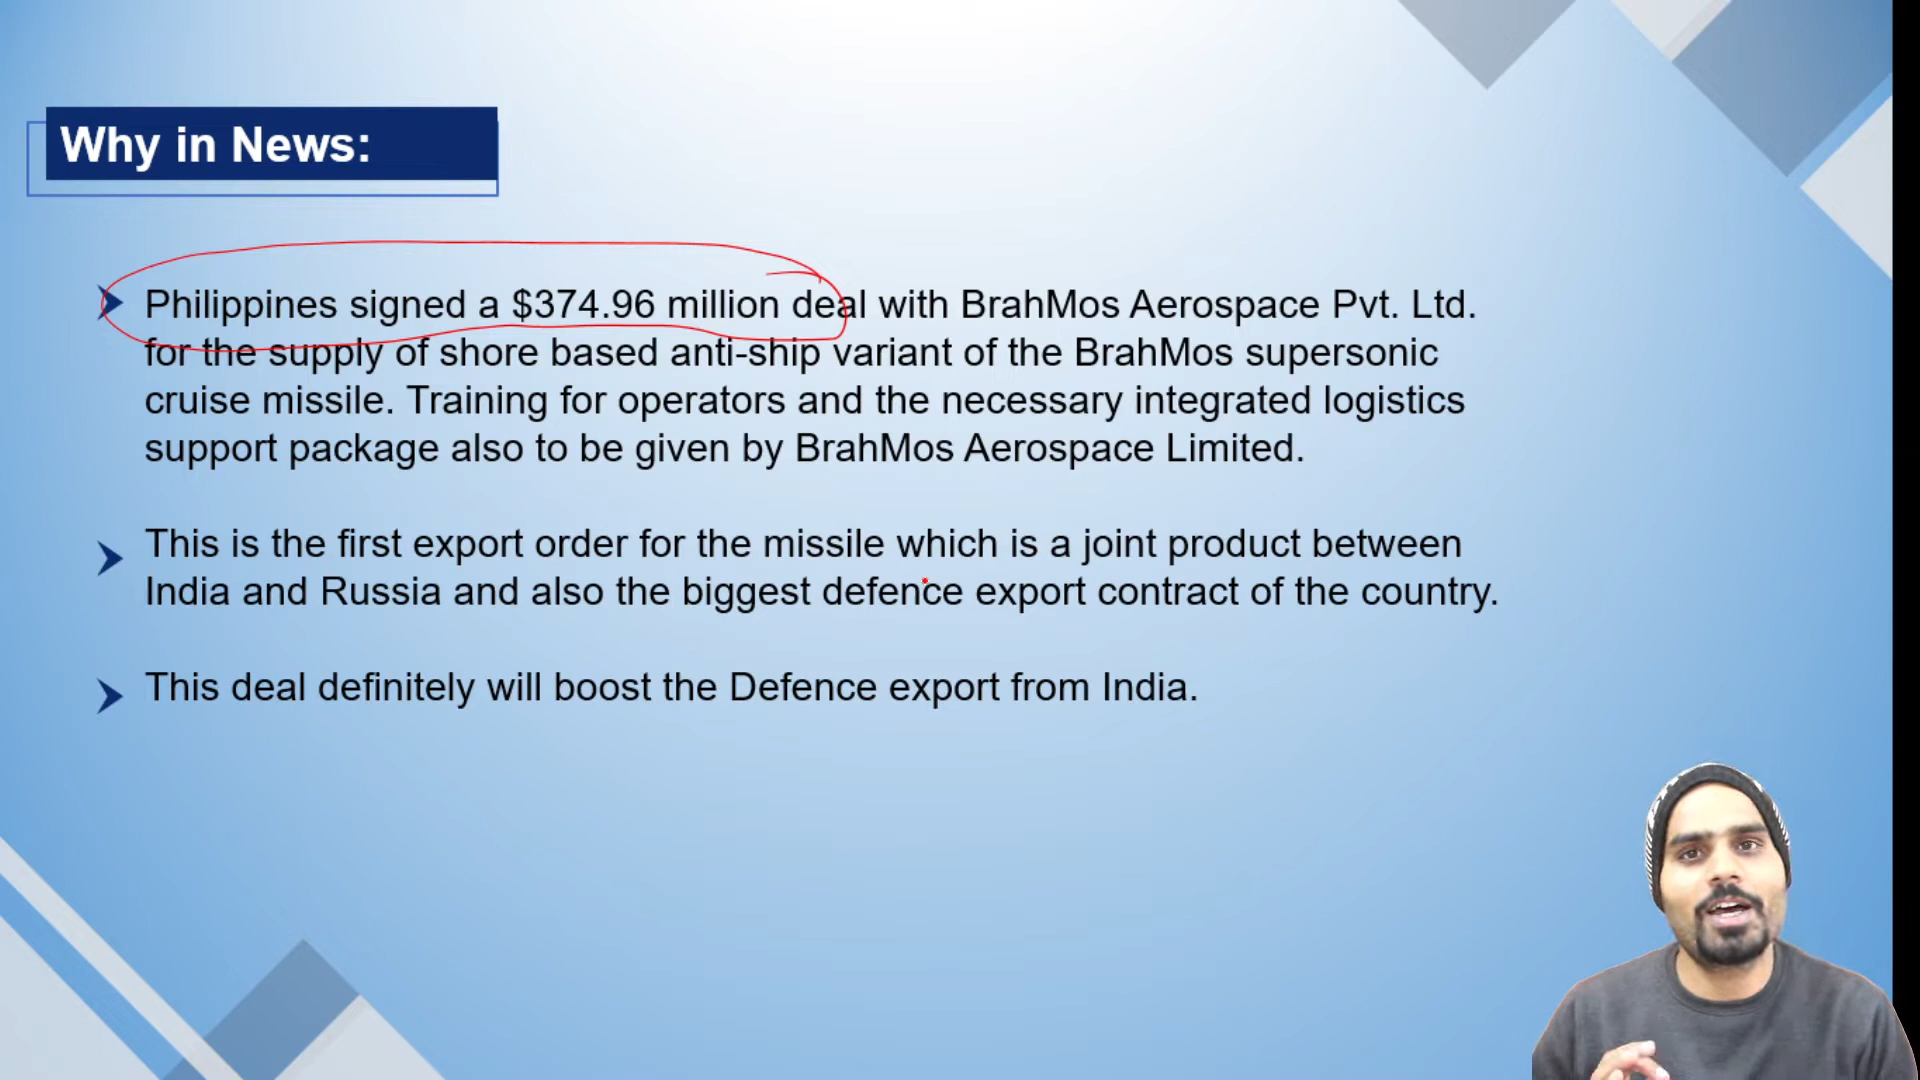 Why in News:
Philippines signed a $374.96 million deal with BrahMos Aerospace Pvt. Ltd.
for the supply of shore based anti-ship variant of the BrahMos supersonic
cruise missile. Training for operators and the necessary integrated logistics
support package also to be given by BrahMos Aerospace Limited.
This is the first export order for the missile which is a joint product between
India and Russia and also the biggest defence export contract of the country.
This deal definitely will boost the Defence export from India.